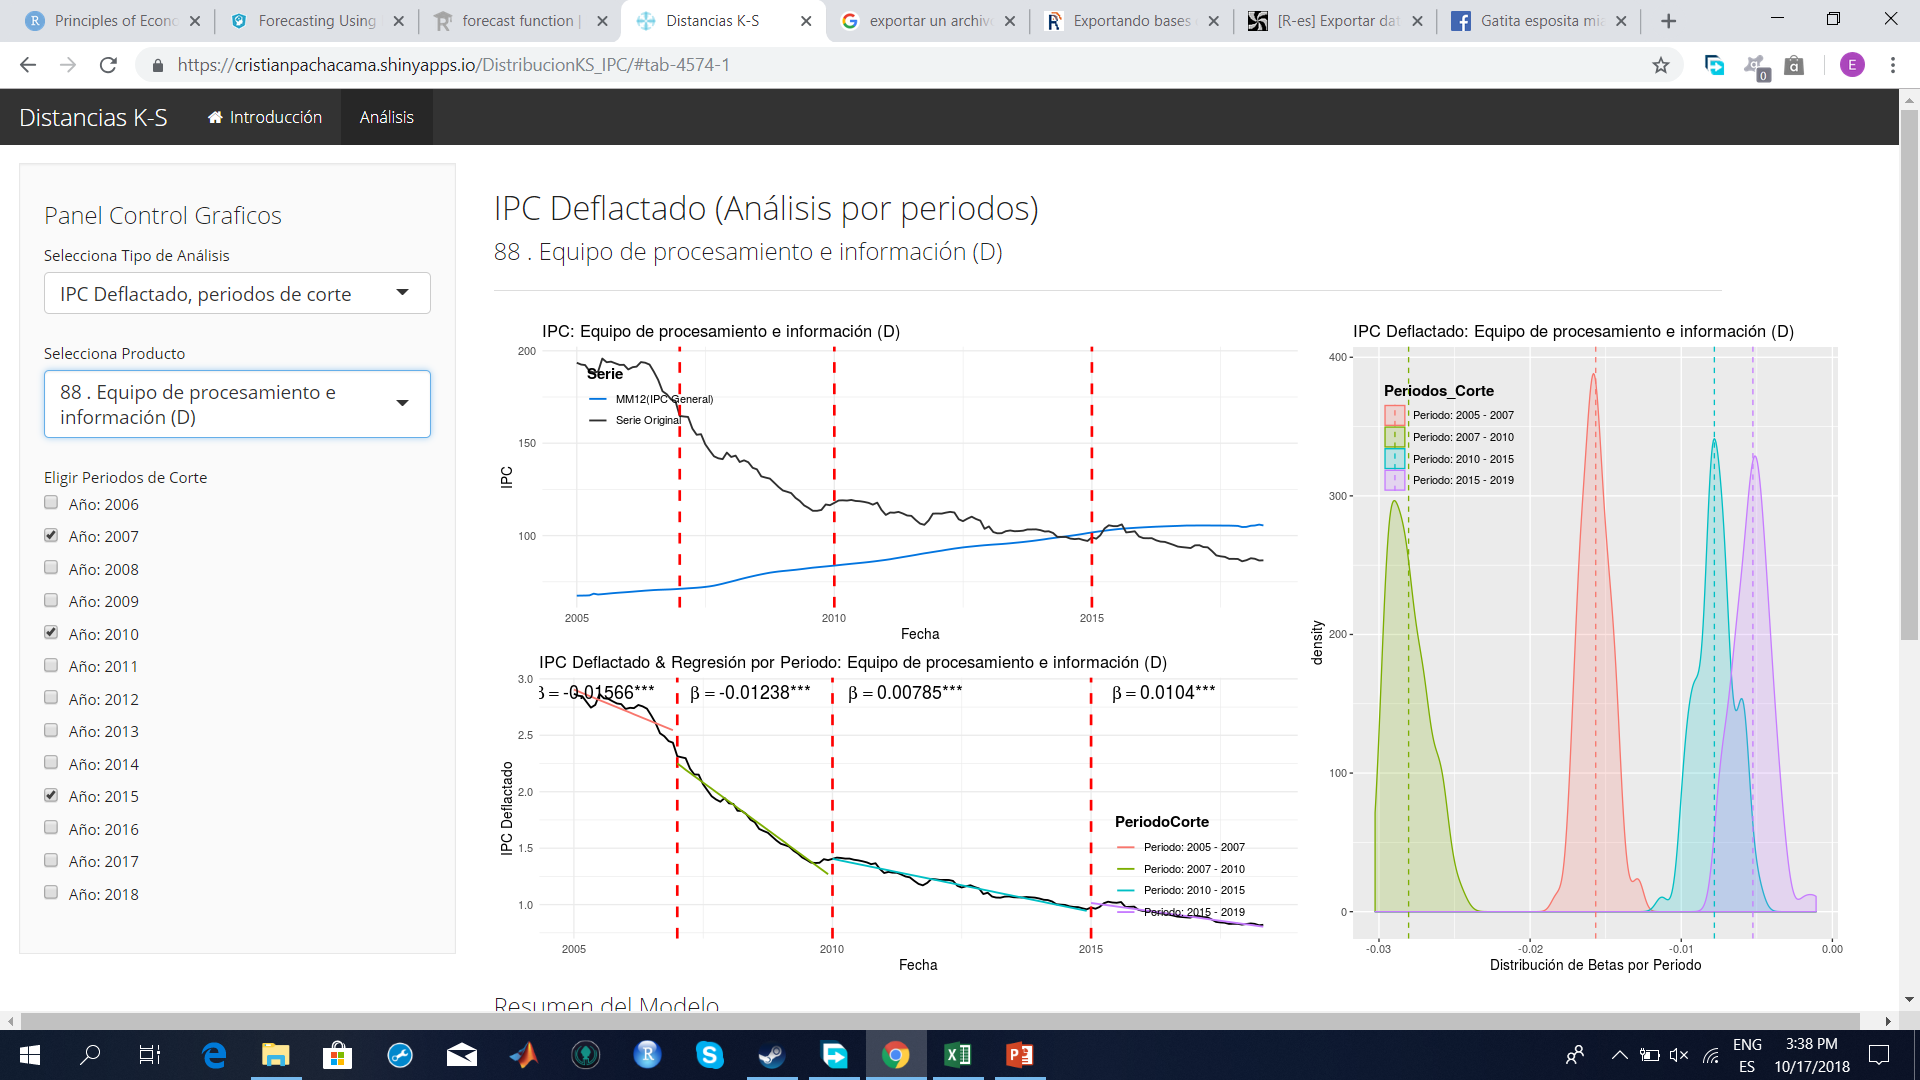 Principles of Econo
Forecasting Using
forecast function |
Distancias K-S
exportar un archivo
Exportando bases
[R-es] Exportar dat
Gatita esposita mia
https://cristianpachacama.shinyapps.io/DistribucionKS_IPC/#tab-4574-1
0
a
E
Distancias K-S
Introducción
Análisis
Panel Control Graficos
Selecciona Tipo de Análisis
IPC Deflactado, periodos de corte
Selecciona Producto
88 . Equipo de procesamiento e
información (D)
Eligir Periodos de Corte
Año: 2006
Año: 2007
Año: 2008
Año: 2009
Año: 2010
Año: 2011
Año: 2012
Año: 2013
Año: 2014
Año: 2015
Año: 2016
Año: 2017
Año: 2018
IPC Deflactado (Análisis por periodos)
88 . Equipo de procesamiento e información (D)
IPC: Equipo de procesamiento e información (D)
200
150
100
IPC
Serie
MM12(IPC General)
Serie Original
2005
2010
2015
Fecha
IPC Deflactado & Regresión por Periodo: Equipo de procesamiento e información (D)
β = -0.01566***
β = -0.01238***
β = 0.00785***
β = 0.0104***
3.0
2.5
2.0
1.5
1.0
IPC Deflactado
PeriodoCorte
Periodo: 2005 - 2007
Periodo: 2007 - 2010
Periodo: 2010 - 2015
Periodo: 2015 - 2019
2005
2010
2015
Fecha
IPC Deflactado: Equipo de procesamiento e información (D)
400
300
200
100
0
density
Periodos_Corte
Periodo: 2005 - 2007
Periodo: 2007 - 2010
Periodo: 2010 - 2015
Periodo: 2015 - 2019
-0.03
-0.02
-0.01
0.00
Distribución de Betas por Periodo
Resumen del Modelo
ENG
ES
3:38 PM
10/17/2018